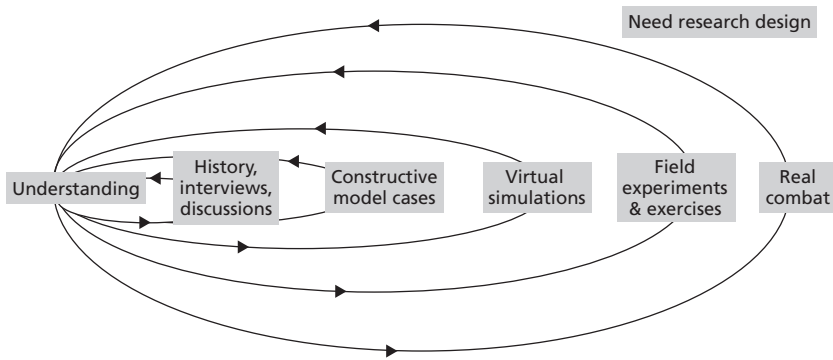 Need research design
Understanding
History,
interviews,
discussions
Constructive
model cases
Virtual
simulations
Field
experiments
& exercises
Real
combat